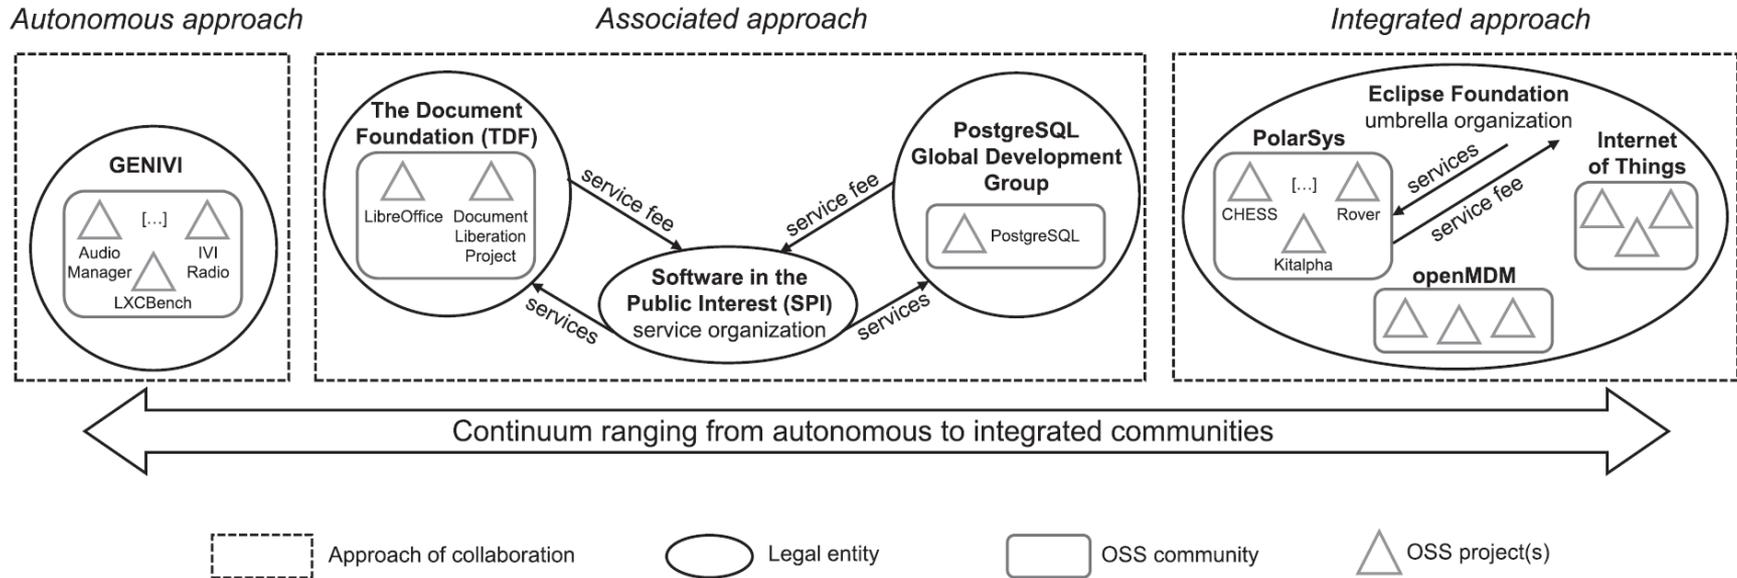 Autonomous approach
Associated approach
Integrated approach
GENIVI
[...]
Audio
Manager
IVI
Radio
LXCBench
The Document
Foundation (TDF)
LibreOffice
Document
Liberation
Project
service fee
services
Software in the
Public Interest (SPI)
service organization
service fee
services
PostgreSQL
Global Development
Group
PostgreSQL
Eclipse Foundation
umbrella organization
PolarSys
[...]
CHESS
Rover
Kitalpha
services
service fee
Internet
of Things
openMDM
Continuum ranging from autonomous to integrated communities
Approach of collaboration
Legal entity
OSS community
OSS project(s)